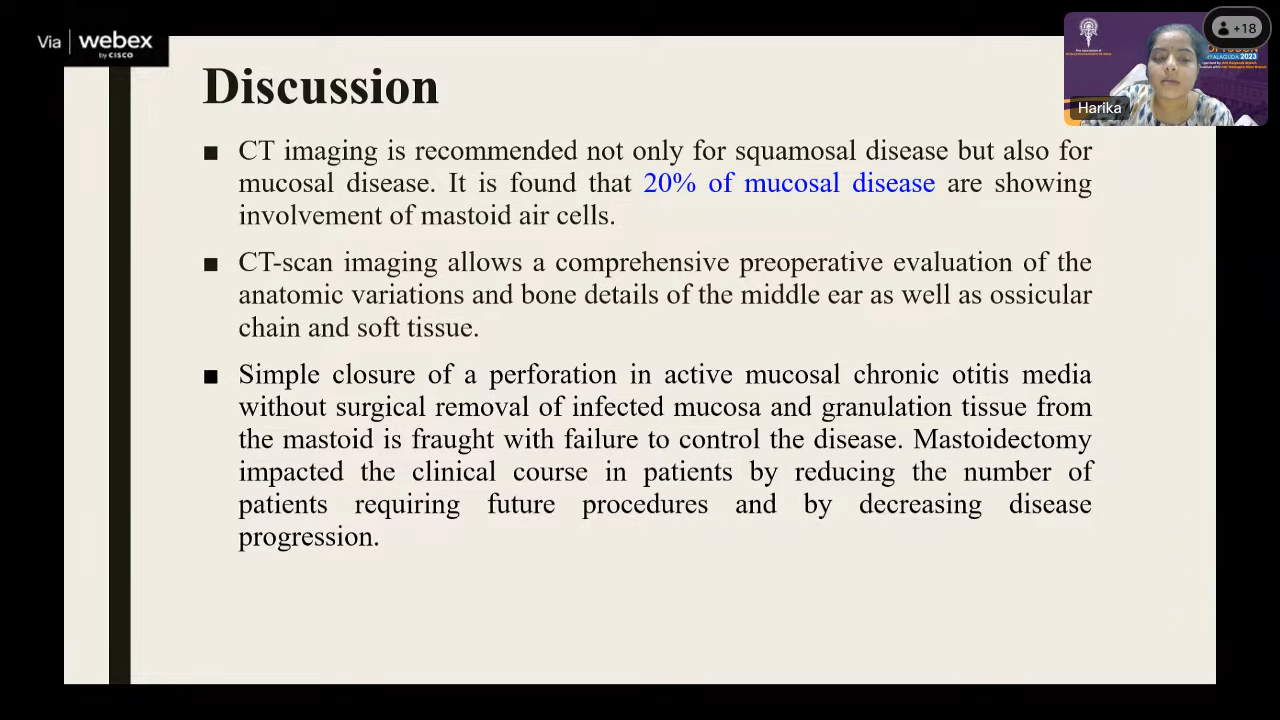 Via webex
by CISCO
+18
2023
Harika
Discussion
■ CT imaging is recommended not only for squamosal disease but also for
mucosal disease. It is found that 20% of mucosal disease are showing
involvement of mastoid air cells.
■ CT-scan imaging allows a comprehensive preoperative evaluation of the
anatomic variations and bone details of the middle ear as well as ossicular
chain and soft tissue.
■ Simple closure of a perforation in active mucosal chronic otitis media
without surgical removal of infected mucosa and granulation tissue from
the mastoid is fraught with failure to control the disease. Mastoidectomy
impacted the clinical course in patients by reducing the number of
patients requiring future procedures and by decreasing disease
progression.